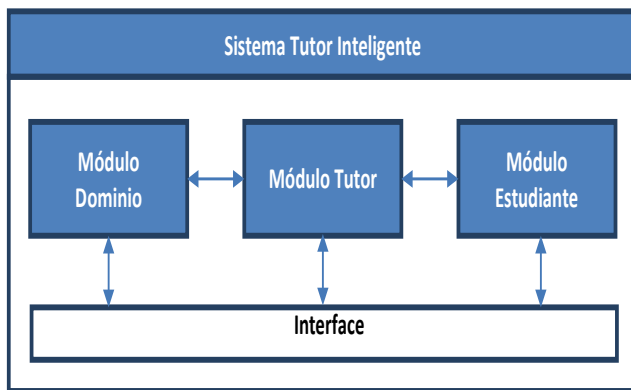 Sistema Tutor Inteligente
Módulo
Dominio
Módulo Tutor
Módulo
Estudiante
Interface